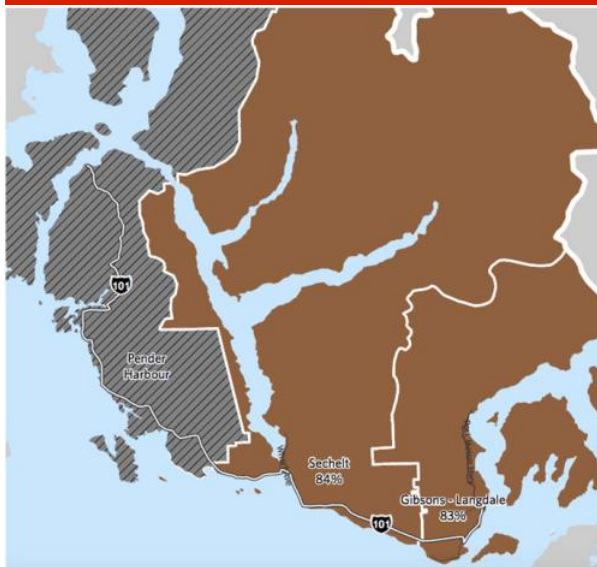 101
Pender
Harbour
Sechelt
84%
Gibsons - Langdale
83%
101